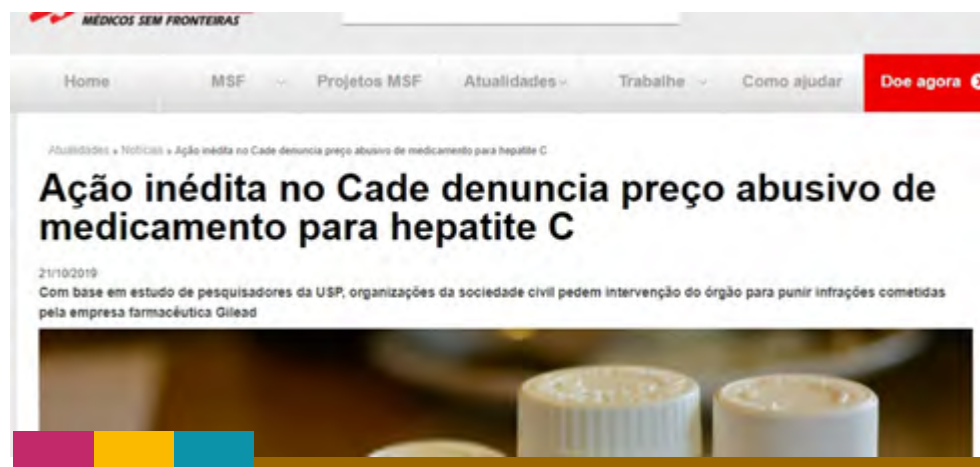 MÉDICOS SEM FRONTEIRAS
Home MSF Projetos MSF Atualidades Trabalhe Como ajudar Doe agora
Atualidades » Notícias » Ação inédita no Cade denuncia preço abusivo de medicamento para hepatite C
Ação inédita no Cade denuncia preço abusivo de
medicamento para hepatite C
21/10/2019
Com base em estudo de pesquisadores da USP, organizações da sociedade civil pedem intervenção do órgão para punir infrações cometidas
pela empresa farmacêutica Gilead